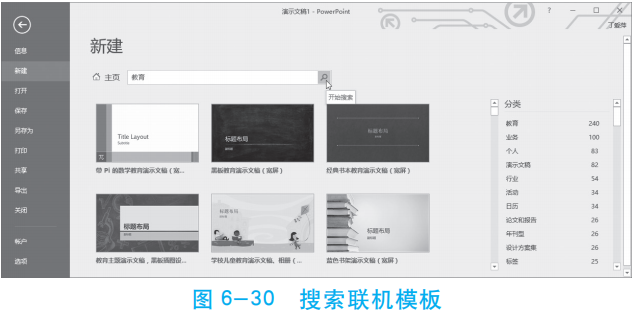 演示文稿1 - PowerPoint
?
丁俊祥
信息
新建
打开
保存
另存为
打印
共享
导出
关闭
帐户
选项
新建
主页
教育
开始搜索
Title Layout
Subtitle
带 Pi 的数学教育演示文稿（宽...
标题布局
黑板教育演示文稿（宽屏）
标题布局
经典书本教育演示文稿（宽屏）
标题布局
教育主题演示文稿，黑板插图设...
标题布局
学校儿童教育演示文稿、相册（...
标题布局
蓝色书架演示文稿（宽屏）
分类
教育 240
业务 100
个人 83
演示文稿 82
行业 54
活动 34
日历 34
论文和报告 26
年刊型 26
设计方案集 26
标签 25
图 6-30 搜索联机模板